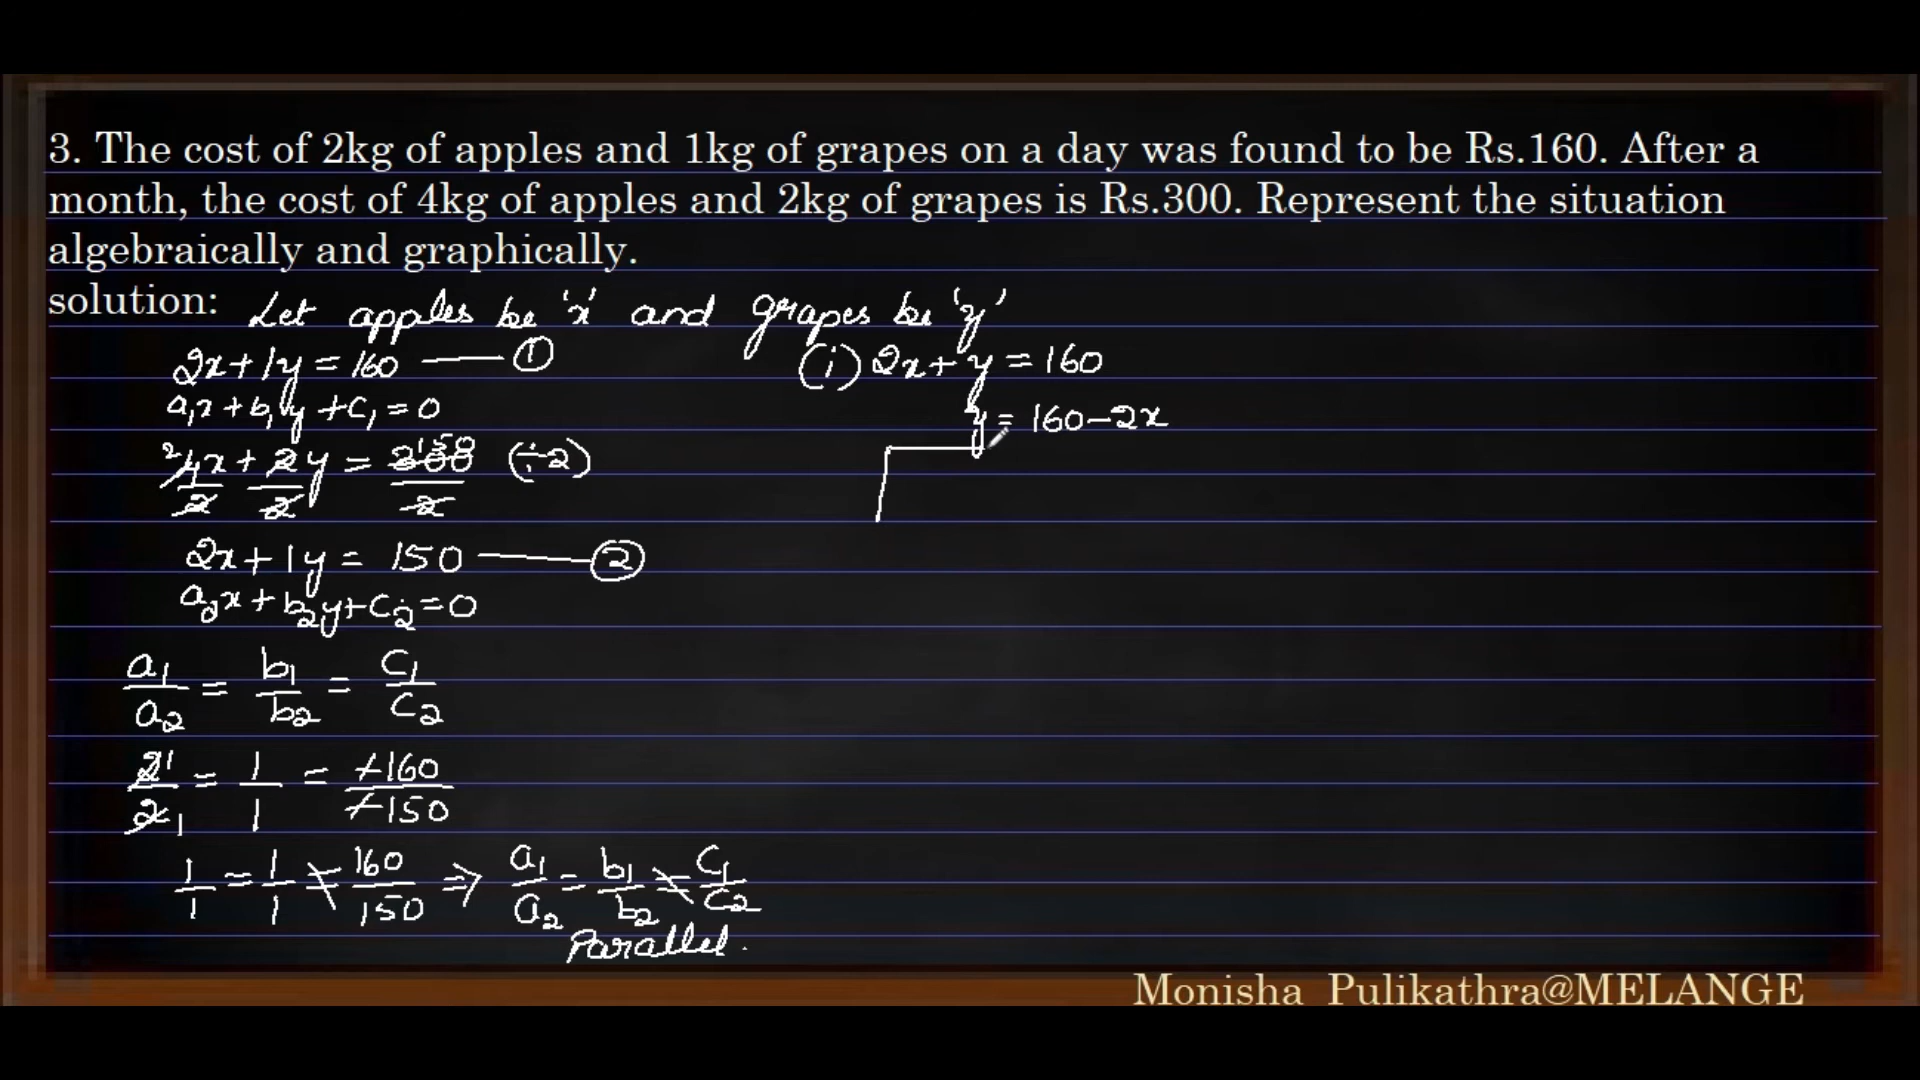 3. The cost of 2kg of apples and 1kg of grapes on a day was found to be Rs.160. After a
month, the cost of 4kg of apples and 2kg of grapes is Rs.300. Represent the situation
algebraically and graphically.
solution: Let apples be 'x' and grapes be 'y'
2x + 1y = 160 —— ①
a₁x + b₁y + c₁ = 0
4x/2 + 2y/2 = 300/2 (÷2)
2x + 1y = 150 —— ②
a₂x + b₂y + c₂ = 0
a₁/a₂ = b₁/b₂ = c₁/c₂
2/2 = 1/1 = -160/-150
1/1 = 1/1 ≠ 160/150 ⇒ a₁/a₂ = b₁/b₂ ≠ c₁/c₂
Parallel.
(i) 2x + y = 160
y = 160 - 2x
Monisha Pulikathra@MELANGE